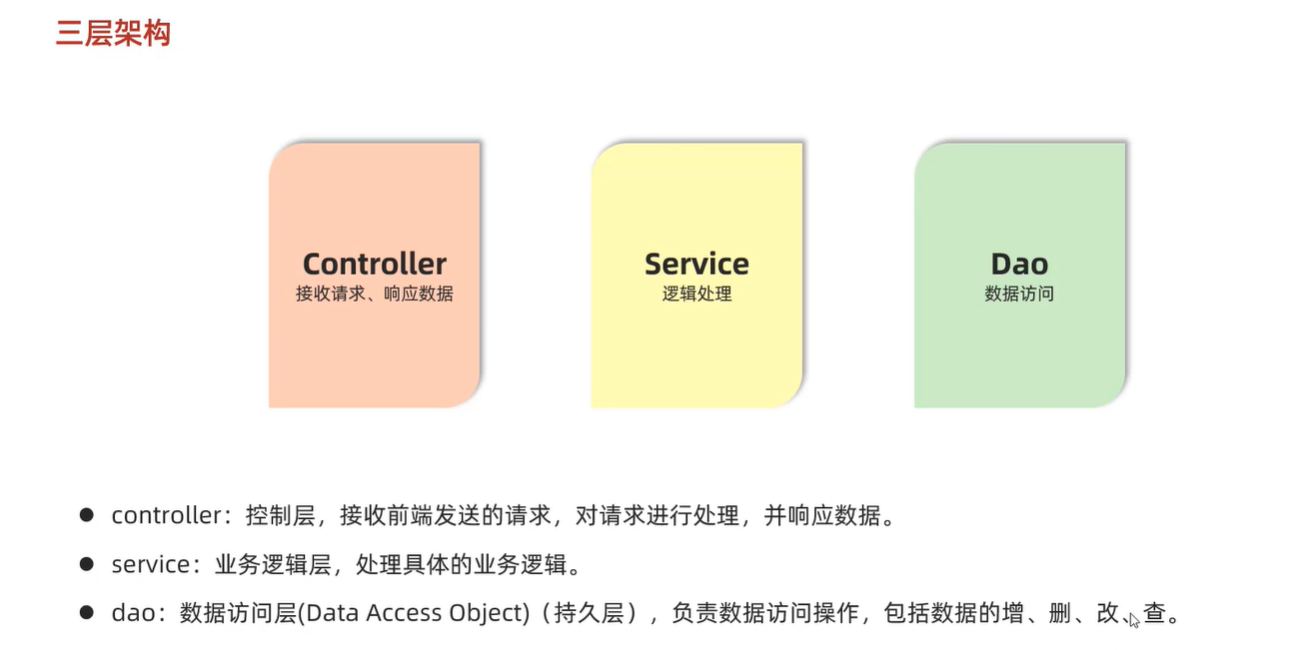 三层架构
Controller
接收请求、响应数据
Service
逻辑处理
Dao
数据访问
● controller：控制层，接收前端发送的请求，对请求进行处理，并响应数据。
● service：业务逻辑层，处理具体的业务逻辑。
● dao：数据访问层(Data Access Object)（持久层），负责数据访问操作，包括数据的增、删、改、查。